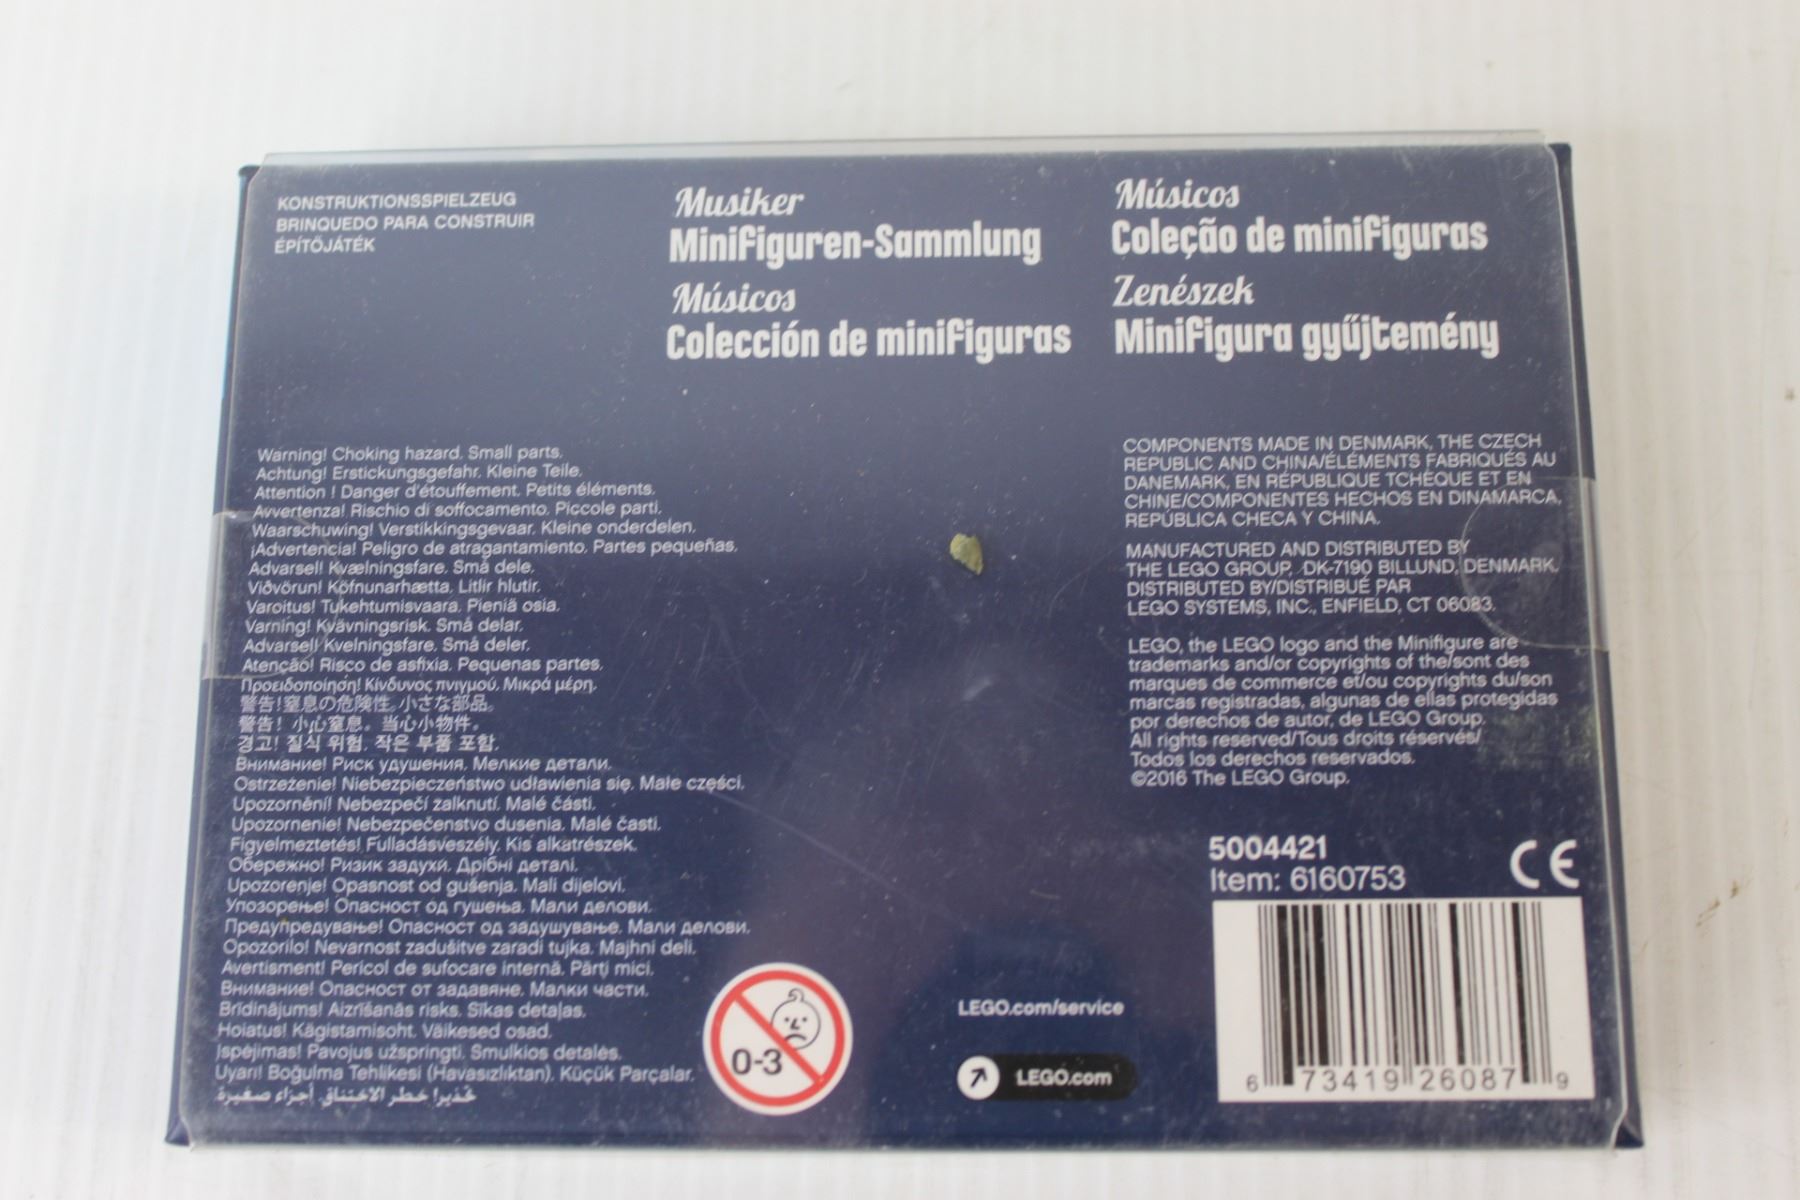 KONSTRUKTIONSSPIELZEUG
BRINQUEDO PARA CONSTRUIR
ÉPÍTŐJÁTÉK
Musiker
Minifiguren-Sammlung
Músicos
Colección de minifiguras
Músicos
Coleção de minifiguras
Zenészek
Minifigura gyűjtemény
Warning! Choking hazard. Small parts.
Achtung! Erstickungsgefahr. Kleine Teile.
Attention ! Danger d'étouffement. Petits éléments.
Avvertenza! Rischio di soffocamento. Piccole parti.
Waarschuwing! Verstikkingsgevaar. Kleine onderdelen.
¡Advertencia! Peligro de atragantamiento. Partes pequeñas.
Advarsel! Kvælningsfare. Små dele.
Viðvörun! Köfnunarhætta. Litlir hlutir.
Varoitus! Tukehtumisvaara. Pieniä osia.
Varning! Kvävningsrisk. Små delar.
Advarsel! Kvelningsfare. Små deler.
Atenção! Risco de asfixia. Pequenas partes.
Προειδοποίηση! Κίνδυνος πνιγμού. Μικρά μέρη.
警告!窒息の危険性。小さな部品。
警告！小心窒息。当心小物件。
경고! 질식 위험. 작은 부품 포함.
Внимание! Риск удушения. Мелкие детали.
Ostrzeżenie! Niebezpieczeństwo udławienia się. Małe części.
Upozornění! Nebezpečí zalknutí. Malé části.
Upozornenie! Nebezpečenstvo dusenia. Malé časti.
Figyelmeztetés! Fulladásveszély. Kis alkatrészek.
Обережно! Ризик задухи. Дрібні деталі.
Upozorenje! Opasnost od gušenja. Mali dijelovi.
Упозорење! Опасност од гушења. Мали делови.
Предупредување! Опасност од задушување. Мали делови.
Opozorilo! Nevarnost zadušitve zaradi tujka. Majhni deli.
Avertisment! Pericol de sufocare internă. Părți mici.
Внимание! Опасност от задавяне. Малки части.
Brīdinājums! Aizrīšanās risks. Sīkas detaļas.
Hoiatus! Kägistamisoht. Väikesed osad.
Įspėjimas! Pavojus užspringti. Smulkios detalės.
Uyarı! Boğulma Tehlikesi (Havasızlıktan). Küçük Parçalar.
تحذير! خطر الاختناق. أجزاء صغيرة
0-3
COMPONENTS MADE IN DENMARK, THE CZECH
REPUBLIC AND CHINA/ÉLÉMENTS FABRIQUÉS AU
DANEMARK, EN RÉPUBLIQUE TCHÈQUE ET EN
CHINE/COMPONENTES HECHOS EN DINAMARCA,
REPÚBLICA CHECA Y CHINA.
MANUFACTURED AND DISTRIBUTED BY
THE LEGO GROUP, DK-7190 BILLUND, DENMARK.
DISTRIBUTED BY/DISTRIBUÉ PAR
LEGO SYSTEMS, INC., ENFIELD, CT 06083.
LEGO, the LEGO logo and the Minifigure are
trademarks and/or copyrights of the/sont des
marques de commerce et/ou copyrights du/son
marcas registradas, algunas de ellas protegidas
por derechos de autor, de LEGO Group.
All rights reserved/Tous droits réservés/
Todos los derechos reservados.
©2016 The LEGO Group.
5004421
Item: 6160753
CE
6 73419 26087 9
LEGO.com/service
LEGO.com